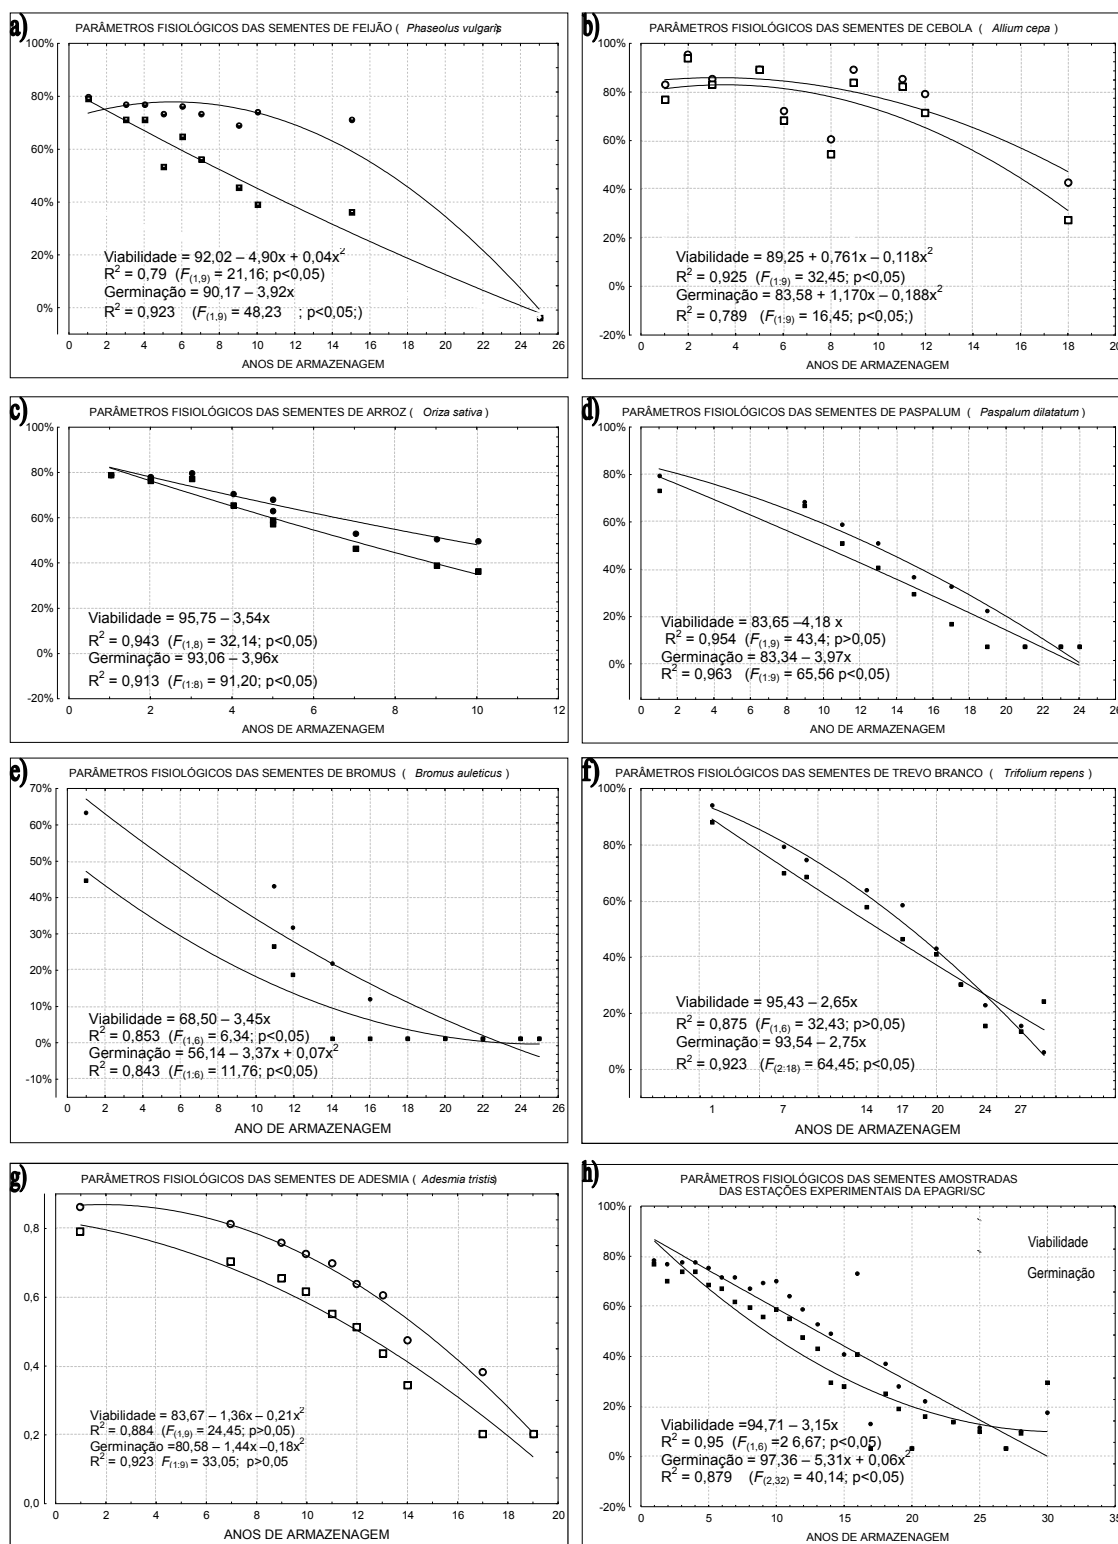 a)
PARÂMETROS FISIOLÓGICOS DAS SEMENTES DE FEIJÃO ( Phaseolus vulgaris)
100%
80%
60%
40%
20%
0%
Viabilidade = 92,02 – 4,90x + 0,04x²
R² = 0,79 (F(1,9) = 21,16; p<0,05)
Germinação = 90,17 – 3,92x
R² = 0,923 (F(1,9) = 48,23 ; p<0,05;)
0 2 4 6 8 10 12 14 16 18 20 22 24 26
ANOS DE ARMAZENAGEM
b)
PARÂMETROS FISIOLÓGICOS DAS SEMENTES DE CEBOLA ( Allium cepa)
100%
80%
60%
40%
20%
0%
-20%
Viabilidade = 89,25 + 0,761x – 0,118x²
R² = 0,925 (F(1:9) = 32,45; p<0,05)
Germinação = 83,58 + 1,170x – 0,188x²
R² = 0,789 (F(1:9) = 16,45; p<0,05;)
0 2 4 6 8 10 12 14 16 18 20
ANOS DE ARMAZENAGEM
c)
PARÂMETROS FISIOLÓGICOS DAS SEMENTES DE ARROZ ( Oriza sativa )
100%
80%
60%
40%
20%
0%
-20%
Viabilidade = 95,75 – 3,54x
R² = 0,943 (F(1,8) = 32,14; p<0,05)
Germinação = 93,06 – 3,96x
R² = 0,913 (F(1:8) = 91,20; p<0,05)
0 2 4 6 8 10 12
ANOS DE ARMAZENAGEM
d)
PARÂMETROS FISIOLÓGICOS DAS SEMENTES DE PASPALUM ( Paspalum dilatatum )
100%
80%
60%
40%
20%
0%
Viabilidade = 83,65 –4,18 x
R² = 0,954 (F(1,9) = 43,4; p>0,05)
Germinação = 83,34 – 3,97x
R² = 0,963 (F(1:9) = 65,56 p<0,05)
0 2 4 6 8 10 12 14 16 18 20 22 24 26
ANO DE ARMAZENAGEM
e)
PARÂMETROS FISIOLÓGICOS DAS SEMENTES DE BROMUS ( Bromus auleticus )
70%
60%
50%
40%
30%
20%
10%
0%
-10%
Viabilidade = 68,50 – 3,45x
R² = 0,853 (F(1,6) = 6,34; p<0,05)
Germinação = 56,14 – 3,37x + 0,07x²
R² = 0,843 (F(1:6) = 11,76; p<0,05)
0 2 4 6 8 10 12 14 16 18 20 22 24 26
ANO DE ARMAZENAGEM
f)
PARÂMETROS FISIOLÓGICOS DAS SEMENTES DE TREVO BRANCO ( Trifolium repens )
100%
80%
60%
40%
20%
0%
Viabilidade = 95,43 – 2,65x
R² = 0,875 (F(1,6) = 32,43; p>0,05)
Germinação = 93,54 – 2,75x
R² = 0,923 (F(2:18) = 64,45; p<0,05)
1 7 14 17 20 24 27
ANOS DE ARMAZENAGEM
g)
PARÂMETROS FISIOLÓGICOS DAS SEMENTES DE ADESMIA ( Adesmia tristis)
0,8
0,6
0,4
0,2
0,0
Viabilidade = 83,67 – 1,36x – 0,21x²
R² = 0,884 (F(1,9) = 24,45; p>0,05)
Germinação =80,58 – 1,44x –0,18x²
R² = 0,923 F(1:9) = 33,05; p>0,05
0 2 4 6 8 10 12 14 16 18 20
ANOS DE ARMAZENAGEM
h)
PARÂMETROS FISIOLÓGICOS DAS SEMENTES AMOSTRADAS
DAS ESTAÇÕES EXPERIMENTAIS DA EPAGRI/SC
100%
80%
60%
40%
20%
0%
-20%
Viabilidade
Germinação
Viabilidade =94,71 – 3,15x
R² = 0,95 (F(1,6) =2 6,67; p<0,05)
Germinação = 97,36 – 5,31x + 0,06x²
R² = 0,879 (F(2,32) = 40,14; p<0,05)
0 5 10 15 20 25 30 35
ANOS DE ARMAZENAGEM